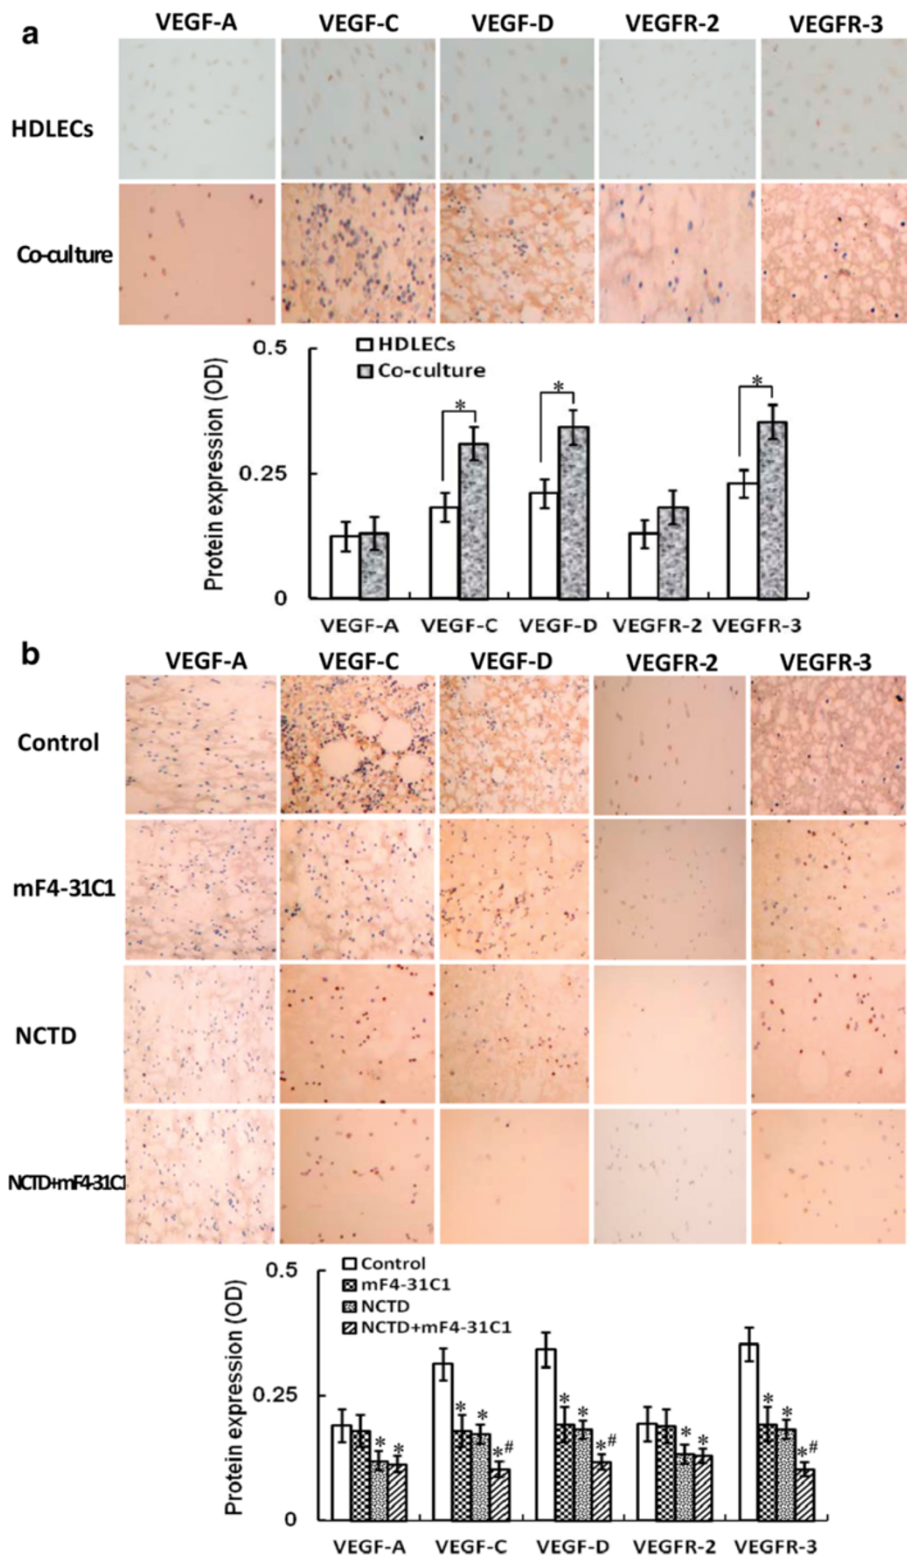 a
VEGF-A VEGF-C VEGF-D VEGFR-2 VEGFR-3
HDLECs
Co-culture
Protein expression (OD)
0.5
0.25
0
HDLECs
Co-culture
* * *
VEGF-A VEGF-C VEGF-D VEGFR-2 VEGFR-3
b
VEGF-A VEGF-C VEGF-D VEGFR-2 VEGFR-3
Control
mF4-31C1
NCTD
NCTD+mF4-31C1
Protein expression (OD)
0.5
0.25
0
Control
mF4-31C1
NCTD
NCTD+mF4-31C1
* * * * *# * * *# * * * * *#
VEGF-A VEGF-C VEGF-D VEGFR-2 VEGFR-3